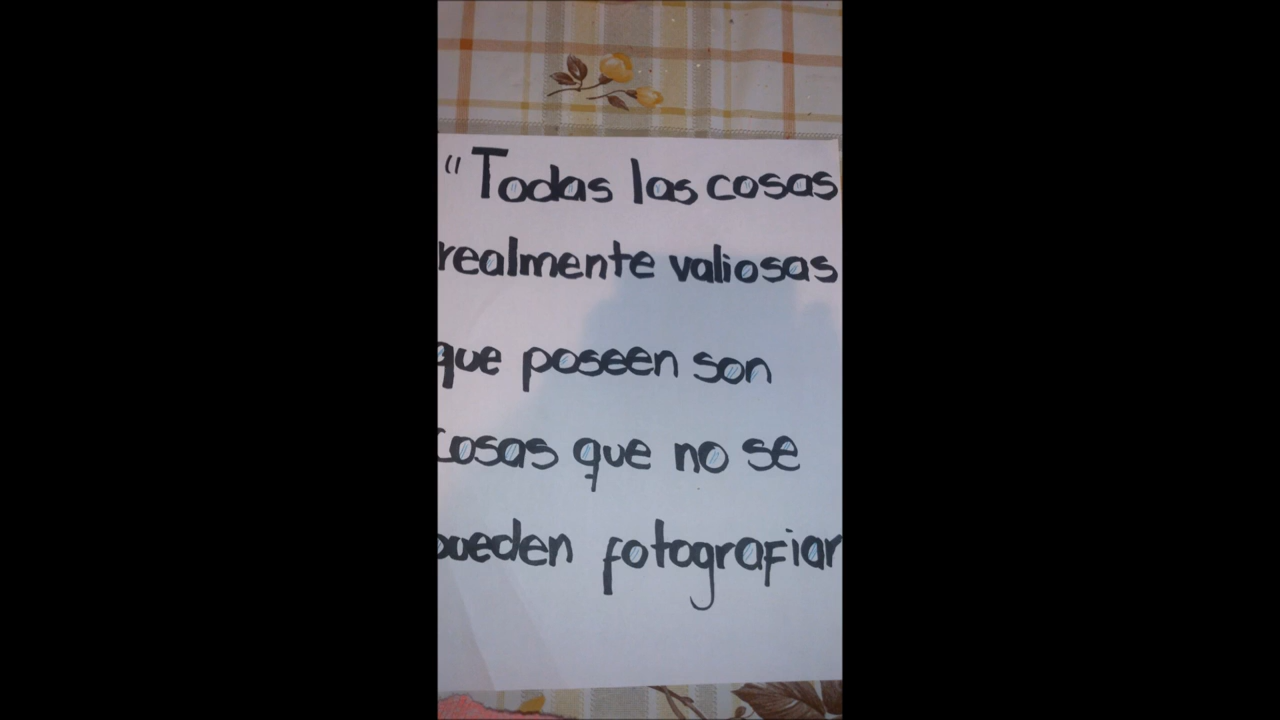 "Todas las cosas
realmente valiosas
que poseen son
cosas que no se
pueden fotografiar